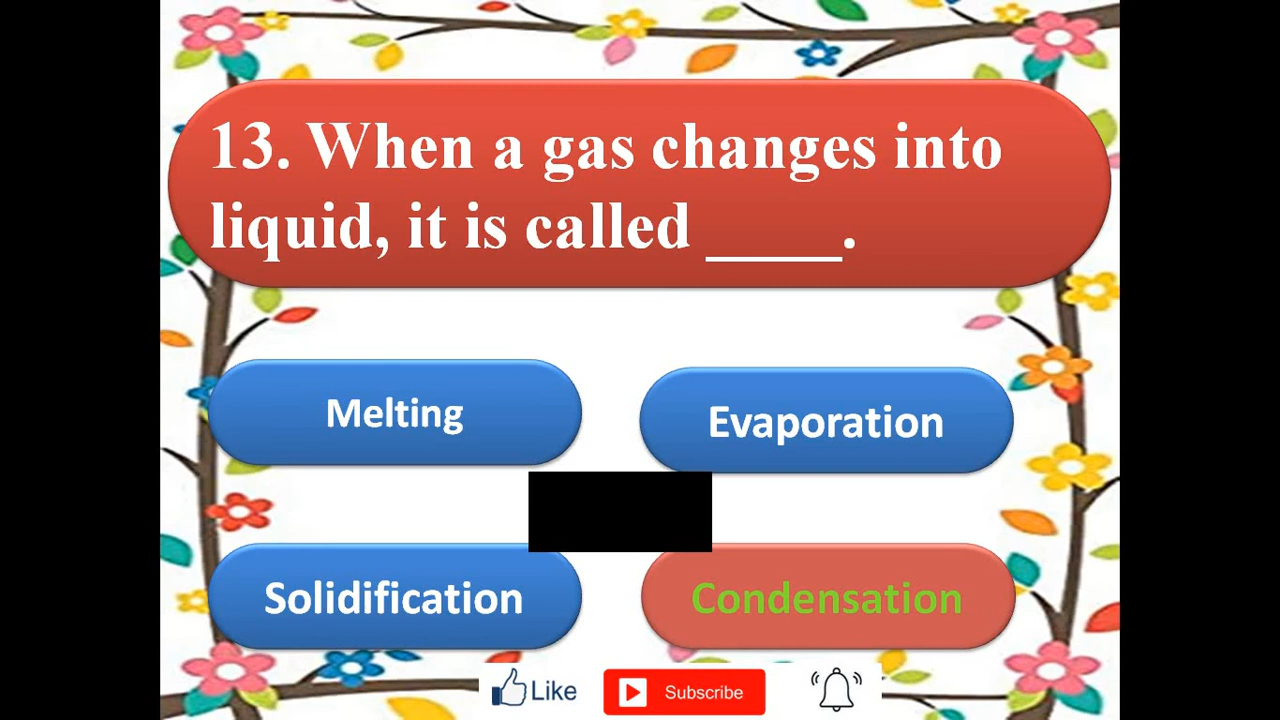 13. When a gas changes into
liquid, it is called _____.
Melting
Evaporation
Solidification
Condensation
Like
Subscribe